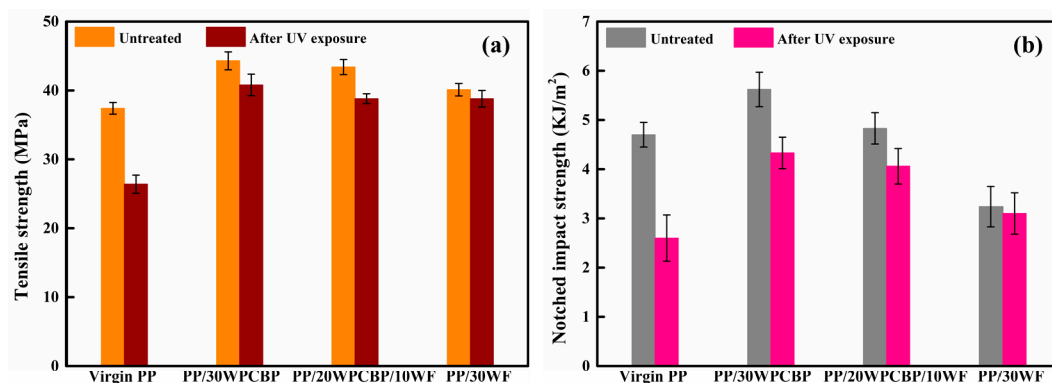 Untreated
After UV exposure
(a)
Tensile strength (MPa)
50
40
30
20
10
0
Virgin PP
PP/30WPCBP
PP/20WPCBP/10WF
PP/30WF
Untreated
After UV exposure
(b)
Notched impact strength (KJ/m²)
7
6
5
4
3
2
1
0
Virgin PP
PP/30WPCBP
PP/20WPCBP/10WF
PP/30WF